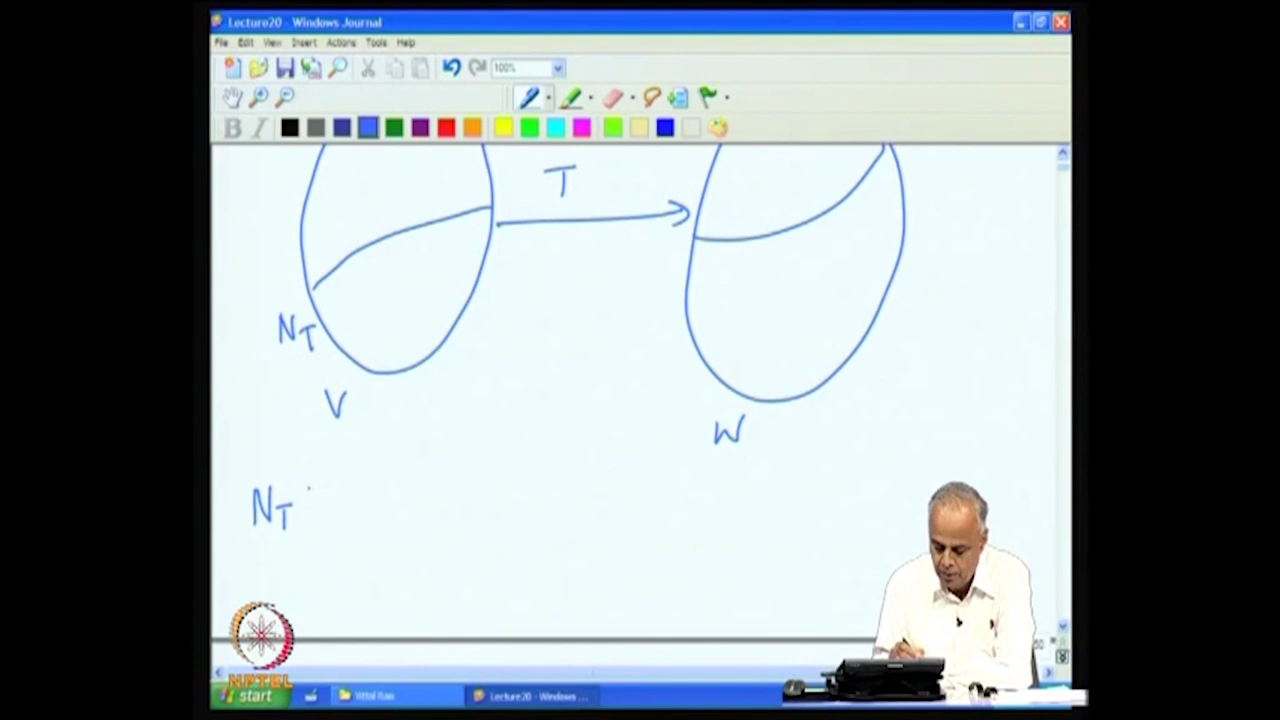 Lecture20 - Windows Journal
File Edit View Insert Actions Tools Help
100%
B I
T
N_T
V
W
N_T
NPTEL
start Vittal Rao Lecture20 - Windows ...